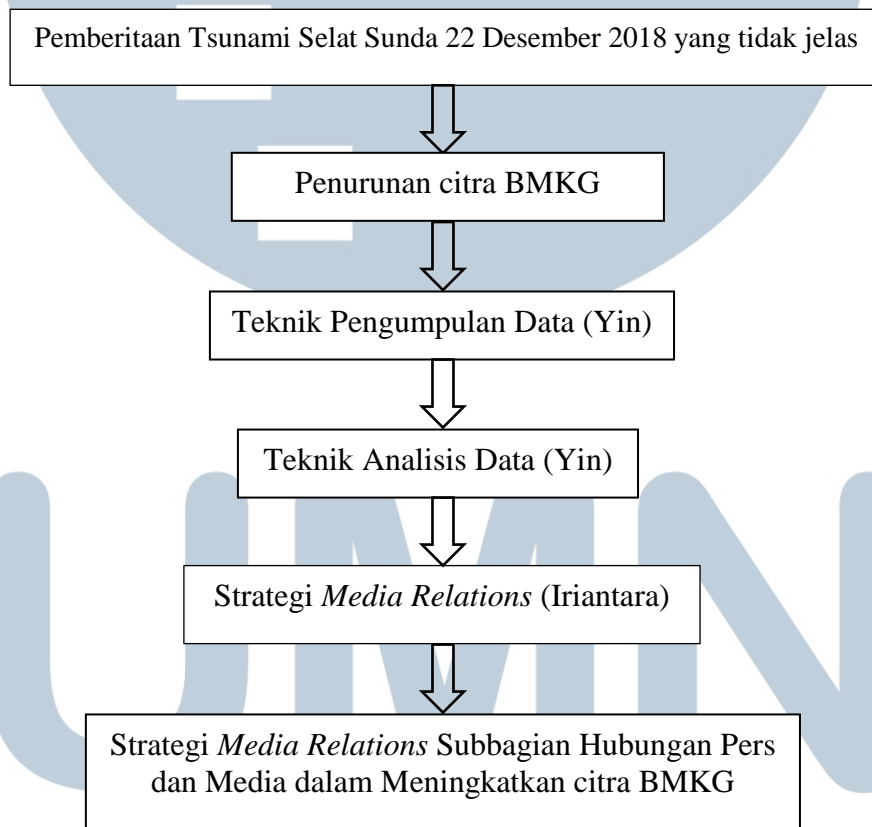 Pemberitaan Tsunami Selat Sunda 22 Desember 2018 yang tidak jelas
Penurunan citra BMKG
Teknik Pengumpulan Data (Yin)
Teknik Analisis Data (Yin)
Strategi Media Relations (Iriantara)
Strategi Media Relations Subbagian Hubungan Pers
dan Media dalam Meningkatkan citra BMKG
UMN